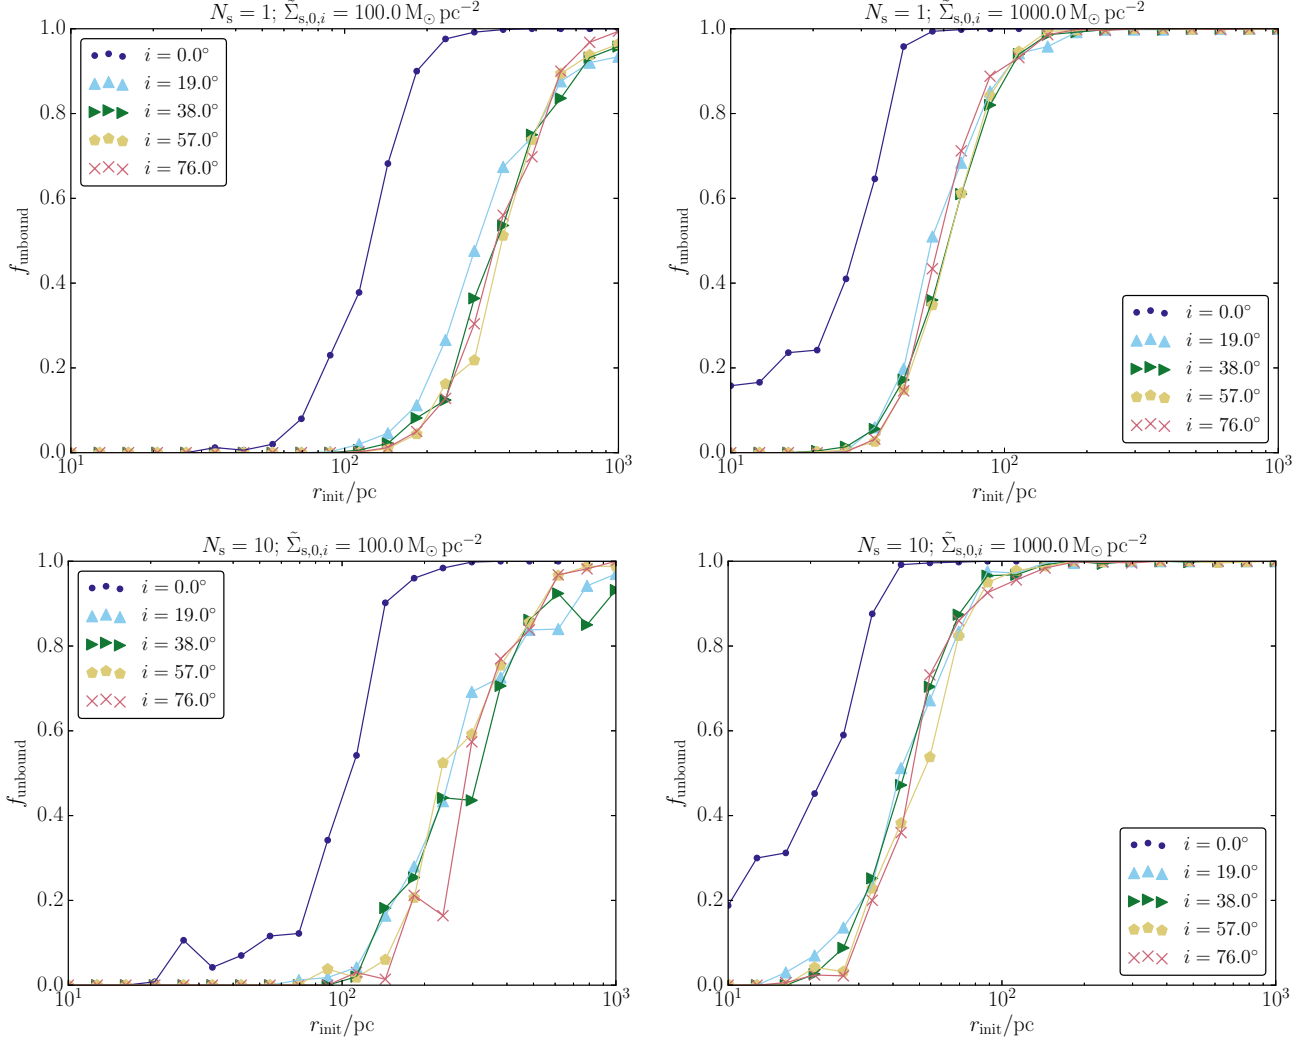 N_s = 1; Σ̃_s,0,i = 100.0 M_⊙ pc^−2
1.0
0.8
0.6
0.4
0.2
0.0
f_unbound
i = 0.0°
i = 19.0°
i = 38.0°
i = 57.0°
i = 76.0°
10^1
10^2
10^3
r_init/pc
N_s = 1; Σ̃_s,0,i = 1000.0 M_⊙ pc^−2
1.0
0.8
0.6
0.4
0.2
0.0
f_unbound
i = 0.0°
i = 19.0°
i = 38.0°
i = 57.0°
i = 76.0°
10^1
10^2
10^3
r_init/pc
N_s = 10; Σ̃_s,0,i = 100.0 M_⊙ pc^−2
1.0
0.8
0.6
0.4
0.2
0.0
f_unbound
i = 0.0°
i = 19.0°
i = 38.0°
i = 57.0°
i = 76.0°
10^1
10^2
10^3
r_init/pc
N_s = 10; Σ̃_s,0,i = 1000.0 M_⊙ pc^−2
1.0
0.8
0.6
0.4
0.2
0.0
f_unbound
i = 0.0°
i = 19.0°
i = 38.0°
i = 57.0°
i = 76.0°
10^1
10^2
10^3
r_init/pc